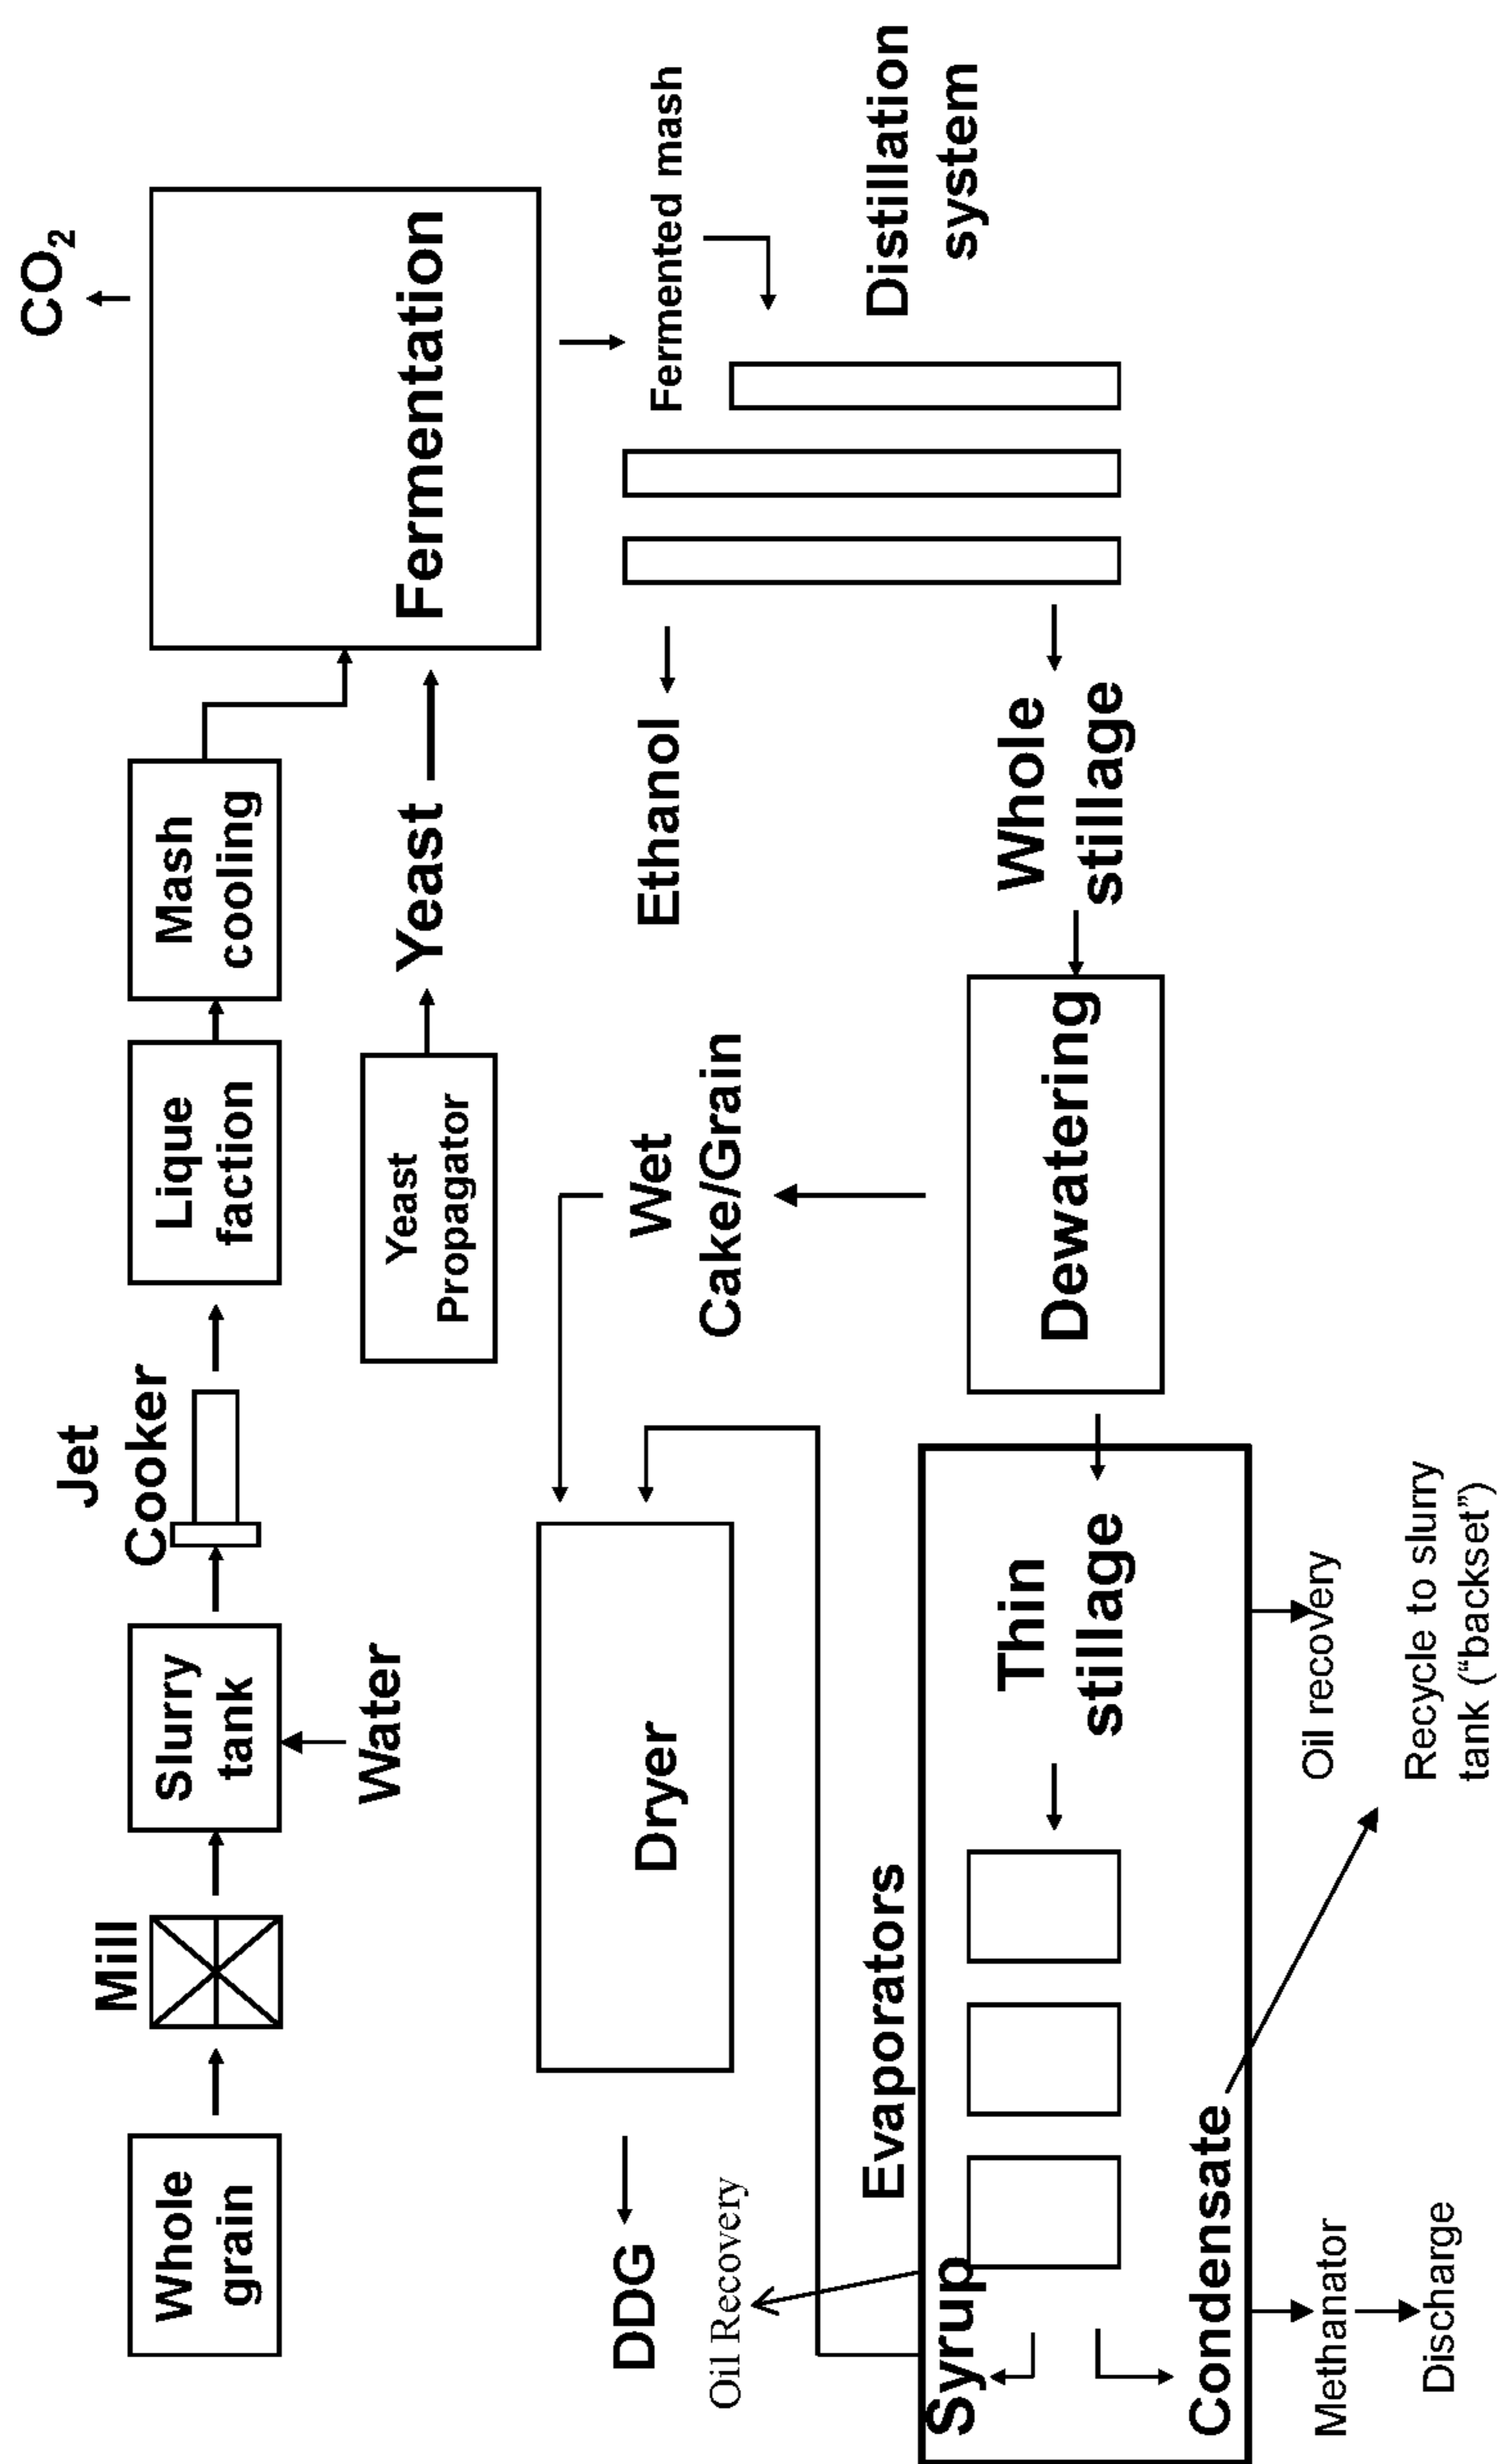 Whole
grain
Mill
Slurry
tank
Water
Jet
Cooker
Lique
faction
Mash
cooling
Yeast
Propagator
Yeast
CO₂
Fermentation
Fermented mash
Distillation
system
Ethanol
Whole
stillage
Dewatering
Wet
Cake/Grain
Dryer
DDG
Oil Recovery
Evaporators
Thin
stillage
Syrup
Condensate
Oil recovery
Recycle to slurry
tank (“backset”)
Methanator
Discharge